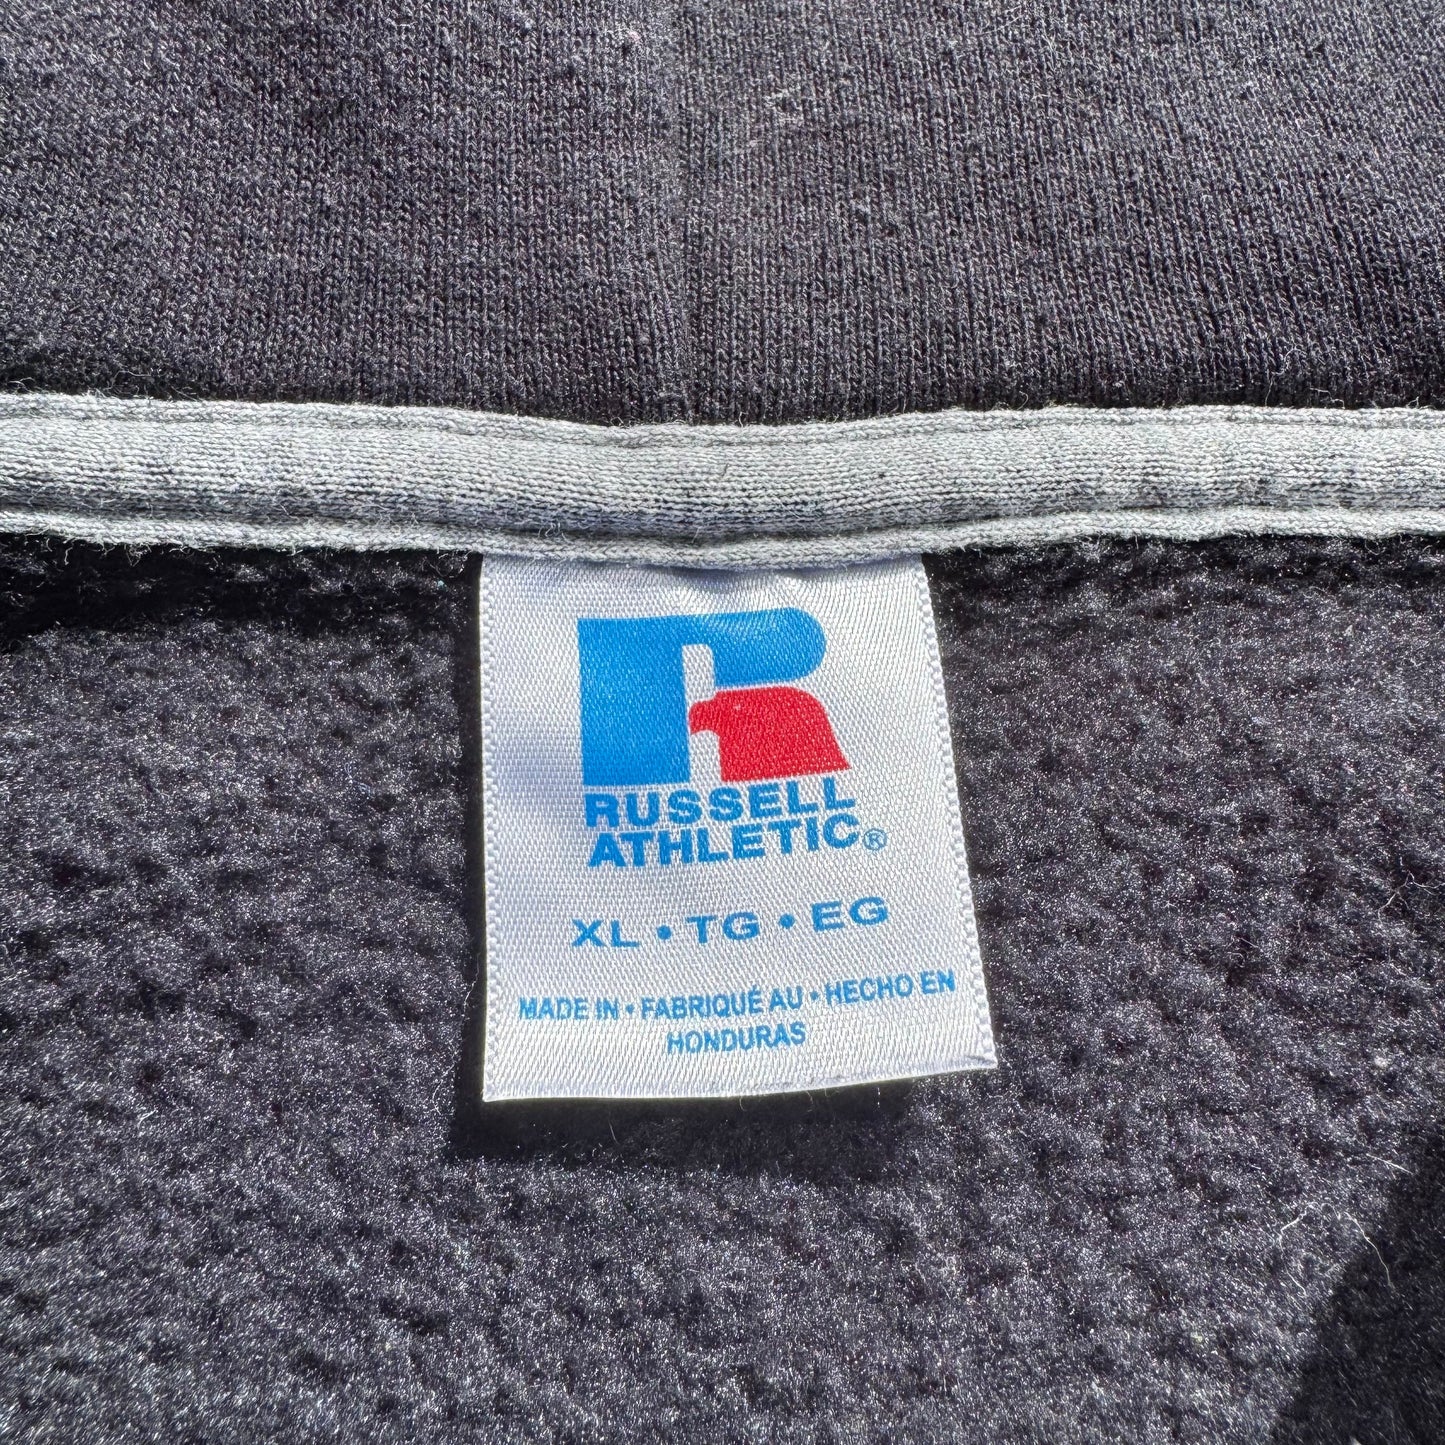 RUSSELL
ATHLETIC®
XL • TG • EG
MADE IN • FABRIQUÉ AU • HECHO EN
HONDURAS